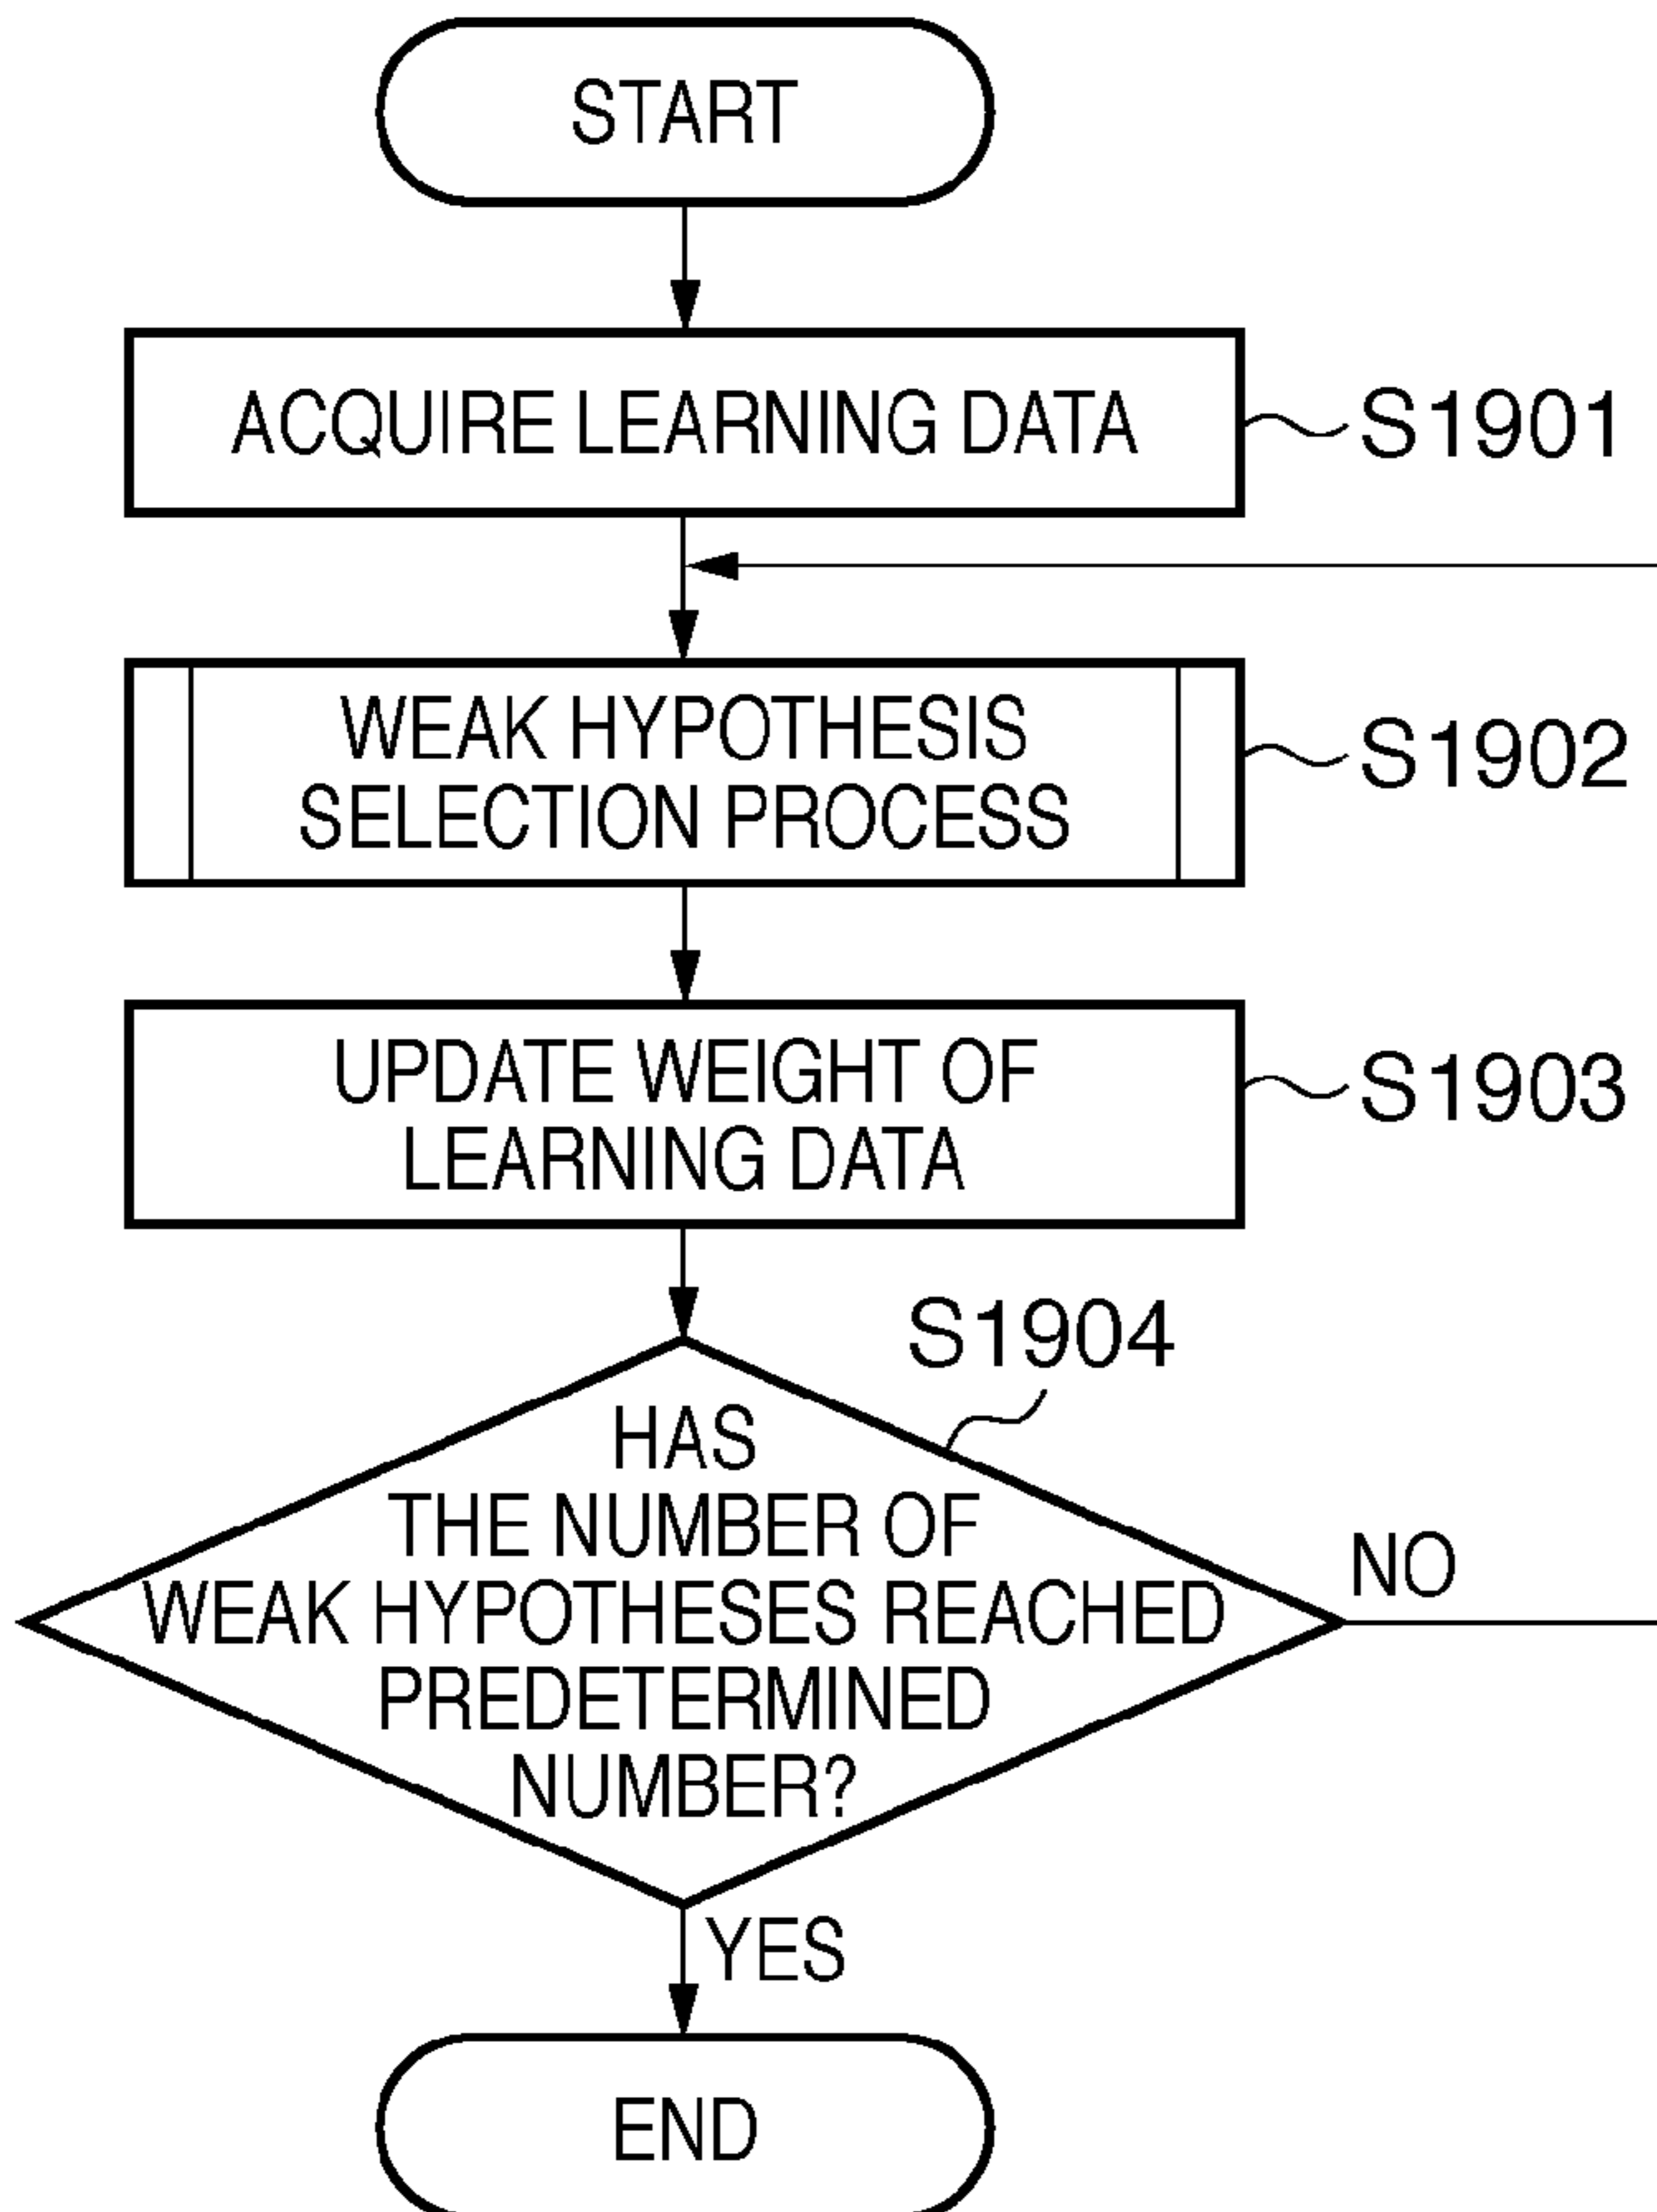 START
ACQUIRE LEARNING DATA
S1901
WEAK HYPOTHESIS
SELECTION PROCESS
S1902
UPDATE WEIGHT OF
LEARNING DATA
S1903
S1904
HAS
THE NUMBER OF
WEAK HYPOTHESES REACHED
PREDETERMINED
NUMBER?
NO
YES
END